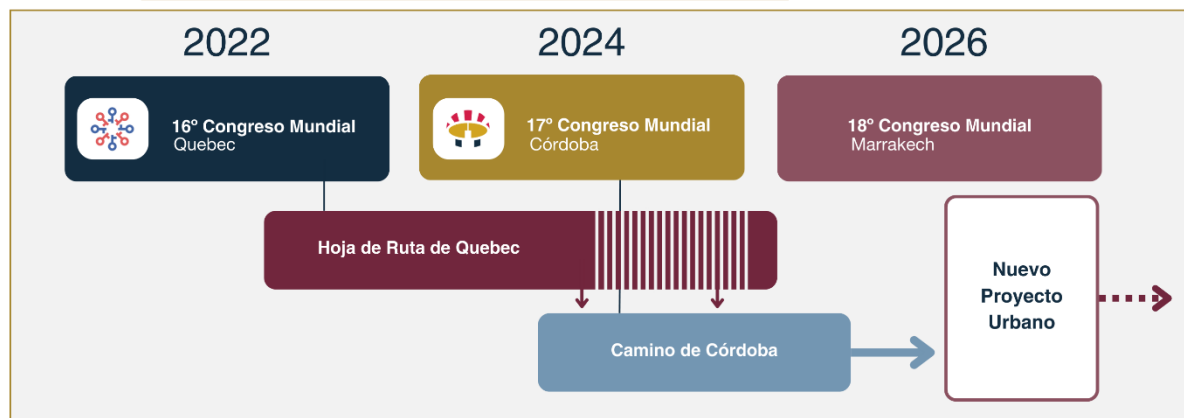 2022
2024
2026
16º Congreso Mundial
Quebec
17º Congreso Mundial
Córdoba
18º Congreso Mundial
Marrakech
Hoja de Ruta de Quebec
Camino de Córdoba
Nuevo
Proyecto
Urbano